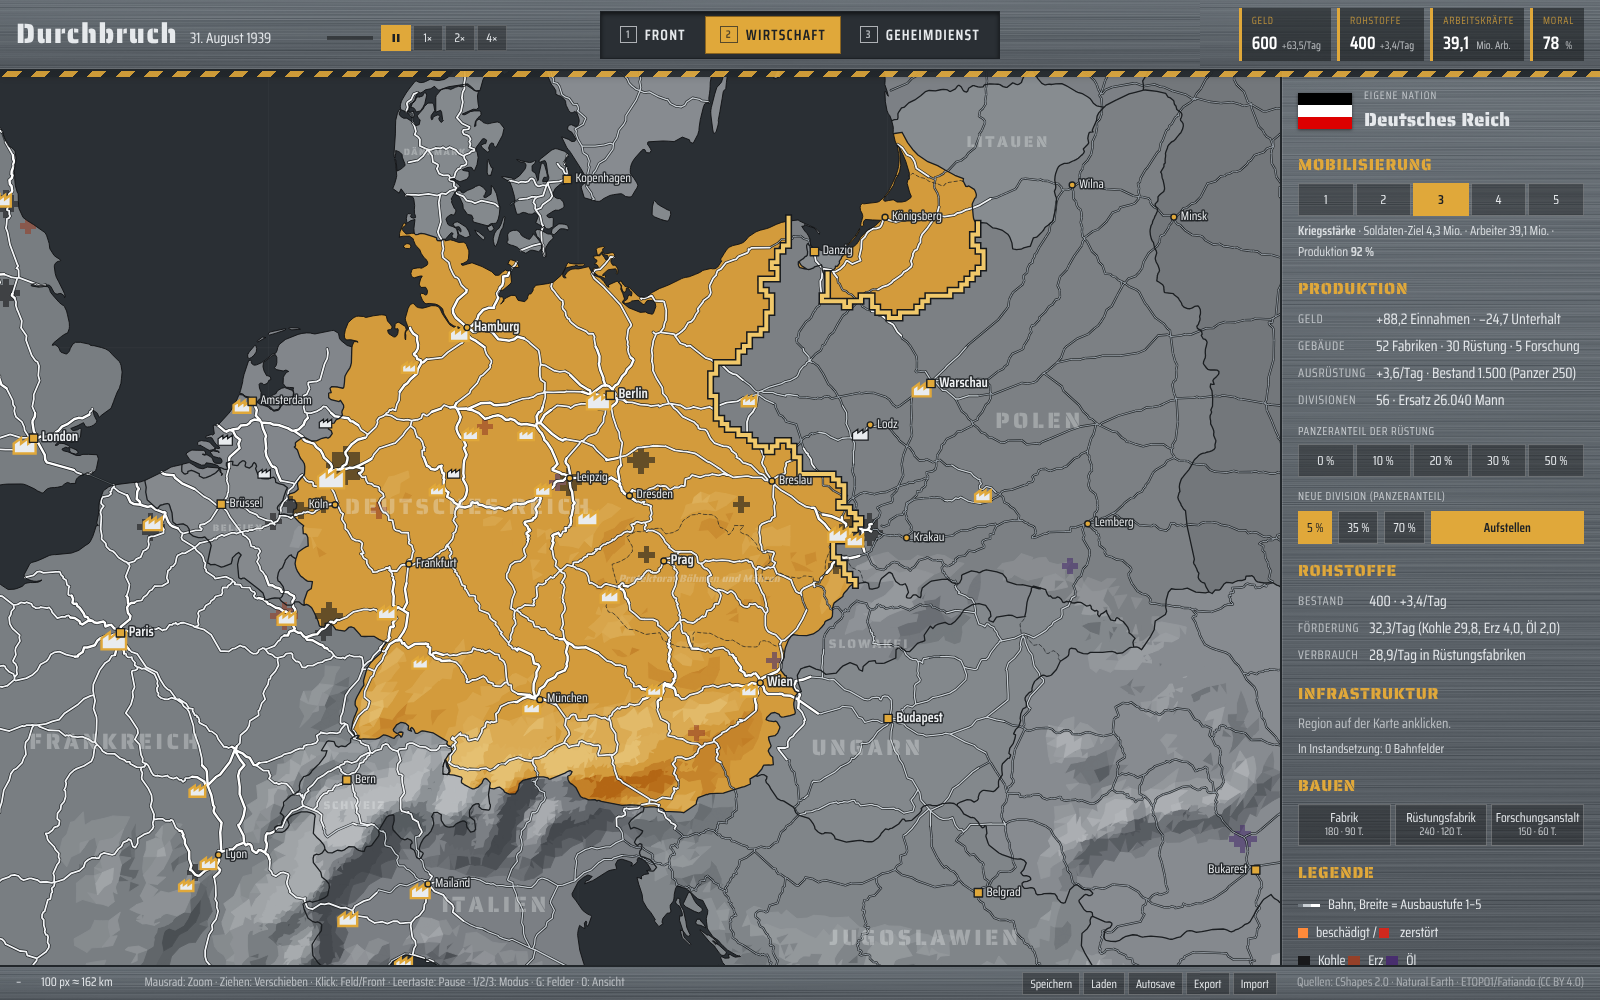 Durchbruch
31. August 1939
1×
2×
4×
1 FRONT
2 WIRTSCHAFT
3 GEHEIMDIENST
GELD
600 +63,5/Tag
ROHSTOFFE
400 +3,4/Tag
ARBEITSKRÄFTE
39,1 Mio. Arb.
MORAL
78 %
LITAUEN
DÄNEMARK
Kopenhagen
Wilna
Minsk
Königsberg
Danzig
Hamburg
Berlin
Warschau
Amsterdam
POLEN
Lodz
London
Leipzig
Breslau
Dresden
Brüssel
Köln
DEUTSCHES REICH
BELGIEN
Lemberg
Krakau
Frankfurt
Prag
Protektorat Böhmen und Mähren
Paris
SLOWAKEI
Wien
München
Budapest
FRANKREICH
UNGARN
Bern
SCHWEIZ
Lyon
Bukarest
Mailand
Belgrad
ITALIEN
JUGOSLAWIEN
EIGENE NATION
Deutsches Reich
MOBILISIERUNG
1 2 3 4 5
Kriegsstärke · Soldaten-Ziel 4,3 Mio. · Arbeiter 39,1 Mio. ·
Produktion 92 %
PRODUKTION
GELD +88,2 Einnahmen · −24,7 Unterhalt
GEBÄUDE 52 Fabriken · 30 Rüstung · 5 Forschung
AUSRÜSTUNG +3,6/Tag · Bestand 1.500 (Panzer 250)
DIVISIONEN 56 · Ersatz 26.040 Mann
PANZERANTEIL DER RÜSTUNG
0 % 10 % 20 % 30 % 50 %
NEUE DIVISION (PANZERANTEIL)
5 % 35 % 70 % Aufstellen
ROHSTOFFE
BESTAND 400 · +3,4/Tag
FÖRDERUNG 32,3/Tag (Kohle 29,8, Erz 4,0, Öl 2,0)
VERBRAUCH 28,9/Tag in Rüstungsfabriken
INFRASTRUKTUR
Region auf der Karte anklicken.
In Instandsetzung: 0 Bahnfelder
BAUEN
Fabrik
180 · 90 T.
Rüstungsfabrik
240 · 120 T.
Forschungsanstalt
150 · 60 T.
LEGENDE
Bahn, Breite = Ausbaustufe 1–5
beschädigt / zerstört
Kohle Erz Öl
–
100 px ≈ 162 km
Mausrad: Zoom · Ziehen: Verschieben · Klick: Feld/Front · Leertaste: Pause · 1/2/3: Modus · G: Felder · O: Ansicht
Speichern
Laden
Autosave
Export
Import
Quellen: CShapes 2.0 · Natural Earth · ETOPO1/Fatiando (CC BY 4.0)